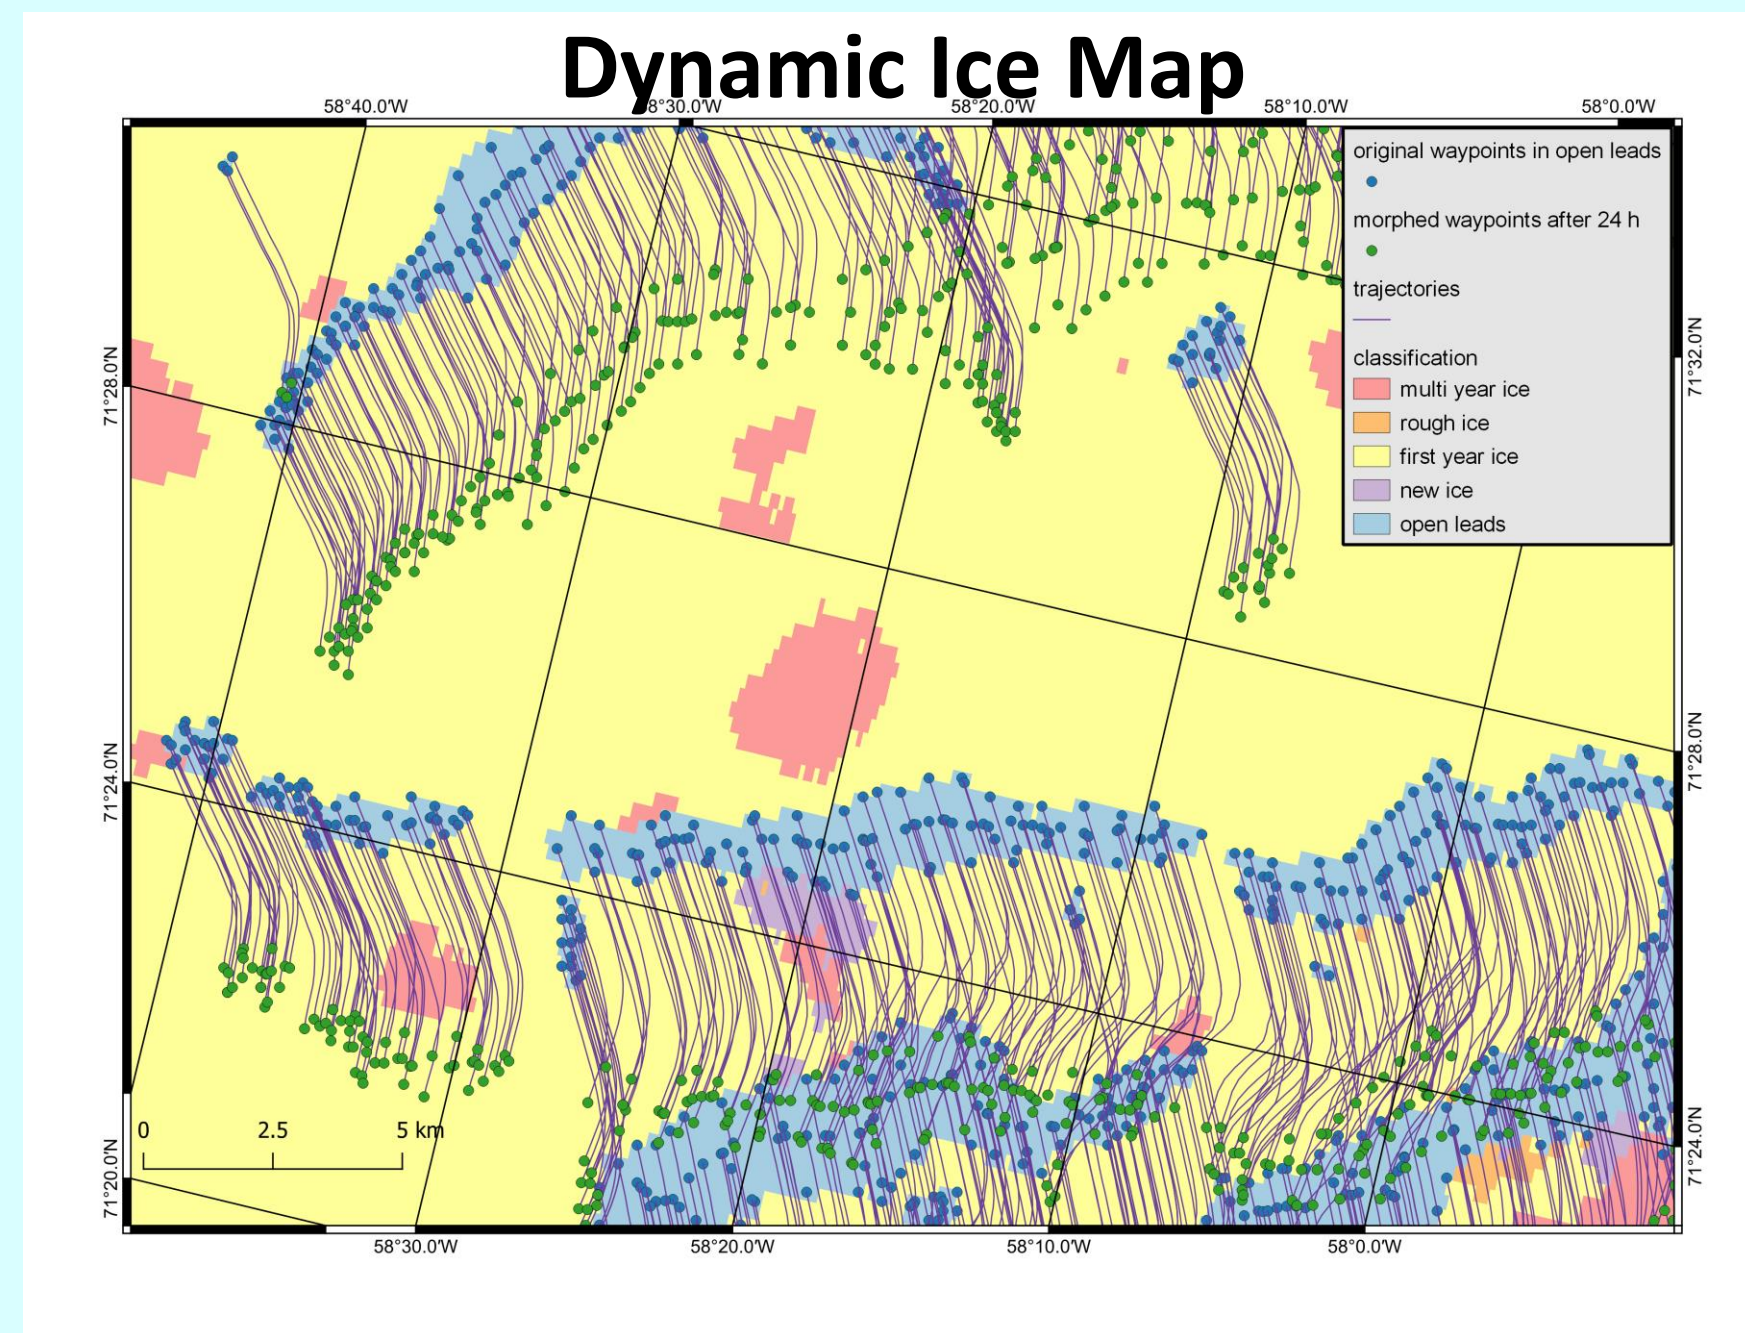 Dynamic Ice Map
58°40.0'W 58°30.0'W 58°20.0'W 58°10.0'W 58°0.0'W
original waypoints in open leads
morphed waypoints after 24 h
trajectories
classification
multi year ice
rough ice
first year ice
new ice
open leads
71°28.0'N
71°32.0'N
71°24.0'N
71°28.0'N
71°20.0'N
71°24.0'N
0 2.5 5 km
58°30.0'W 58°20.0'W 58°10.0'W 58°0.0'W